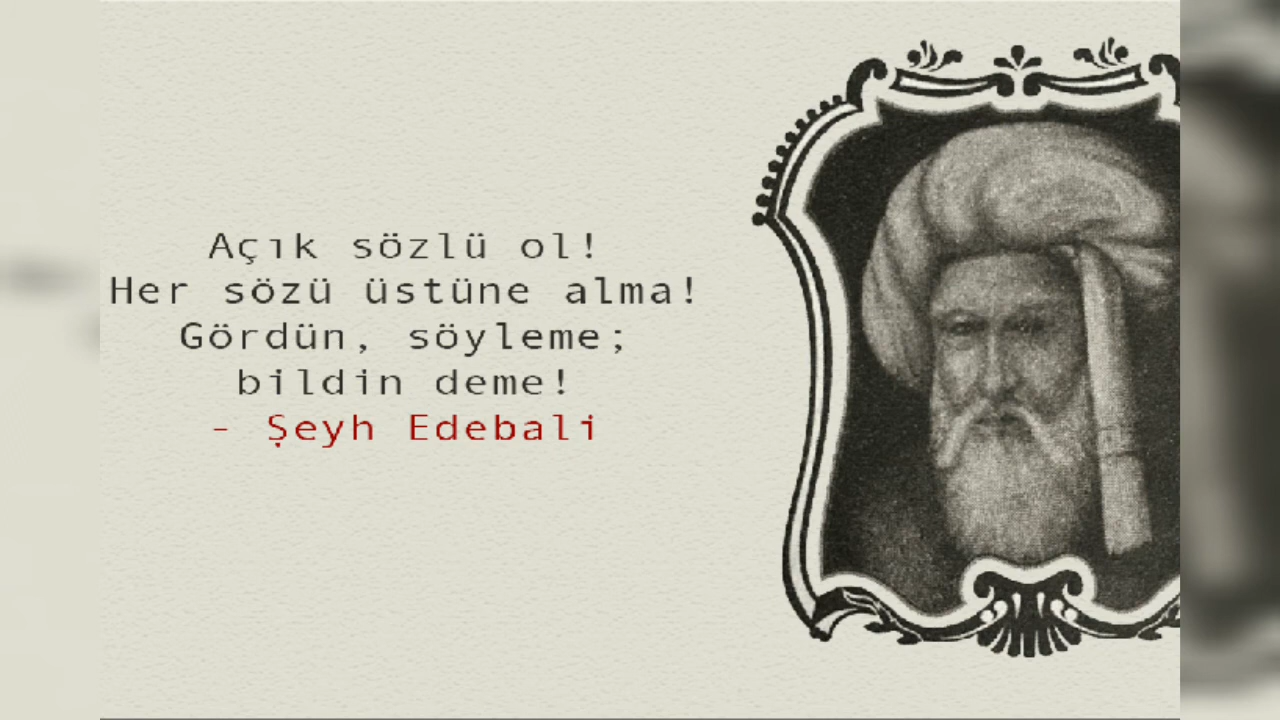 Açık sözlü ol!
Her sözü üstüne alma!
Gördün, söyleme;
bildin deme!
- Şeyh Edebali